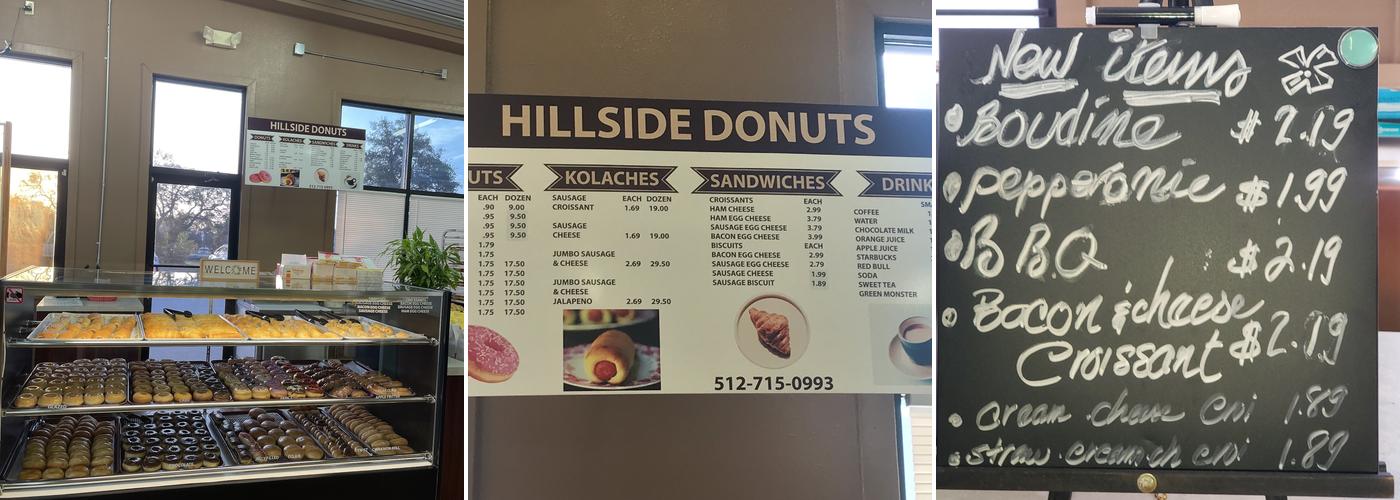 HILLSIDE DONUTS
DONUTS KOLACHES SANDWICHES DRINKS
512-715-0993
WELCOME
HILLSIDE DONUTS
UTS
EACH DOZEN
.90 9.00
.95 9.50
.95 9.50
.95 9.50
1.79
1.75
1.75 17.50
1.75 17.50
1.75 17.50
1.75 17.50
1.75 17.50
1.75 17.50
KOLACHES
EACH DOZEN
SAUSAGE
CROISSANT 1.69 19.00
SAUSAGE
CHEESE 1.69 19.00
JUMBO SAUSAGE
& CHEESE 2.69 29.50
JUMBO SAUSAGE
& CHEESE
JALAPENO 2.69 29.50
SANDWICHES
CROISSANTS EACH
HAM CHEESE 2.99
HAM EGG CHEESE 3.79
SAUSAGE EGG CHEESE 3.79
BACON EGG CHEESE 3.99
BISCUITS EACH
BACON EGG CHEESE 2.99
SAUSAGE EGG CHEESE 2.79
SAUSAGE CHEESE 1.99
SAUSAGE BISCUIT 1.89
512-715-0993
DRINK
COFFEE
WATER
CHOCOLATE MILK
ORANGE JUICE
APPLE JUICE
STARBUCKS
RED BULL
SODA
SWEET TEA
GREEN MONSTER
New items
Boudine $2.19
pepperonie $1.99
BBQ $2.19
Bacon & cheese
Croissant $2.19
cream chese Croi 1.89
straw. cream ch croi 1.89